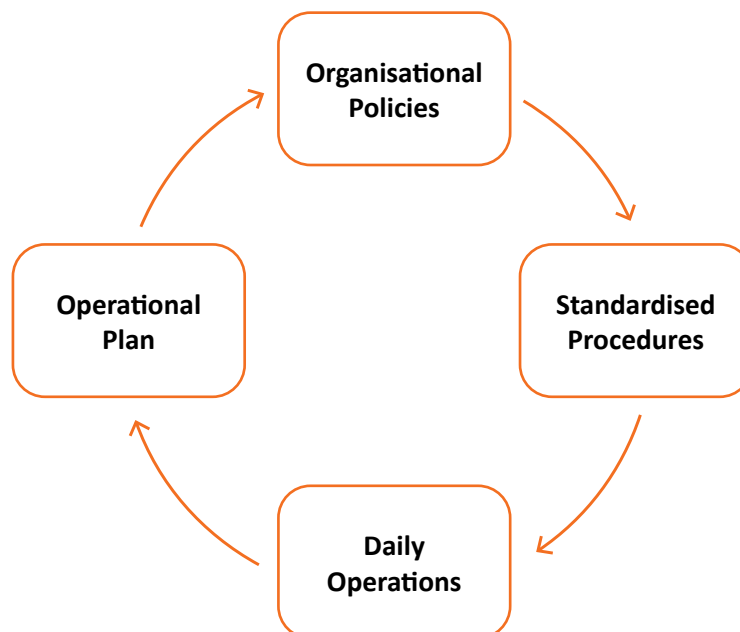 Organisational
Policies
Operational
Plan
Standardised
Procedures
Daily
Operations